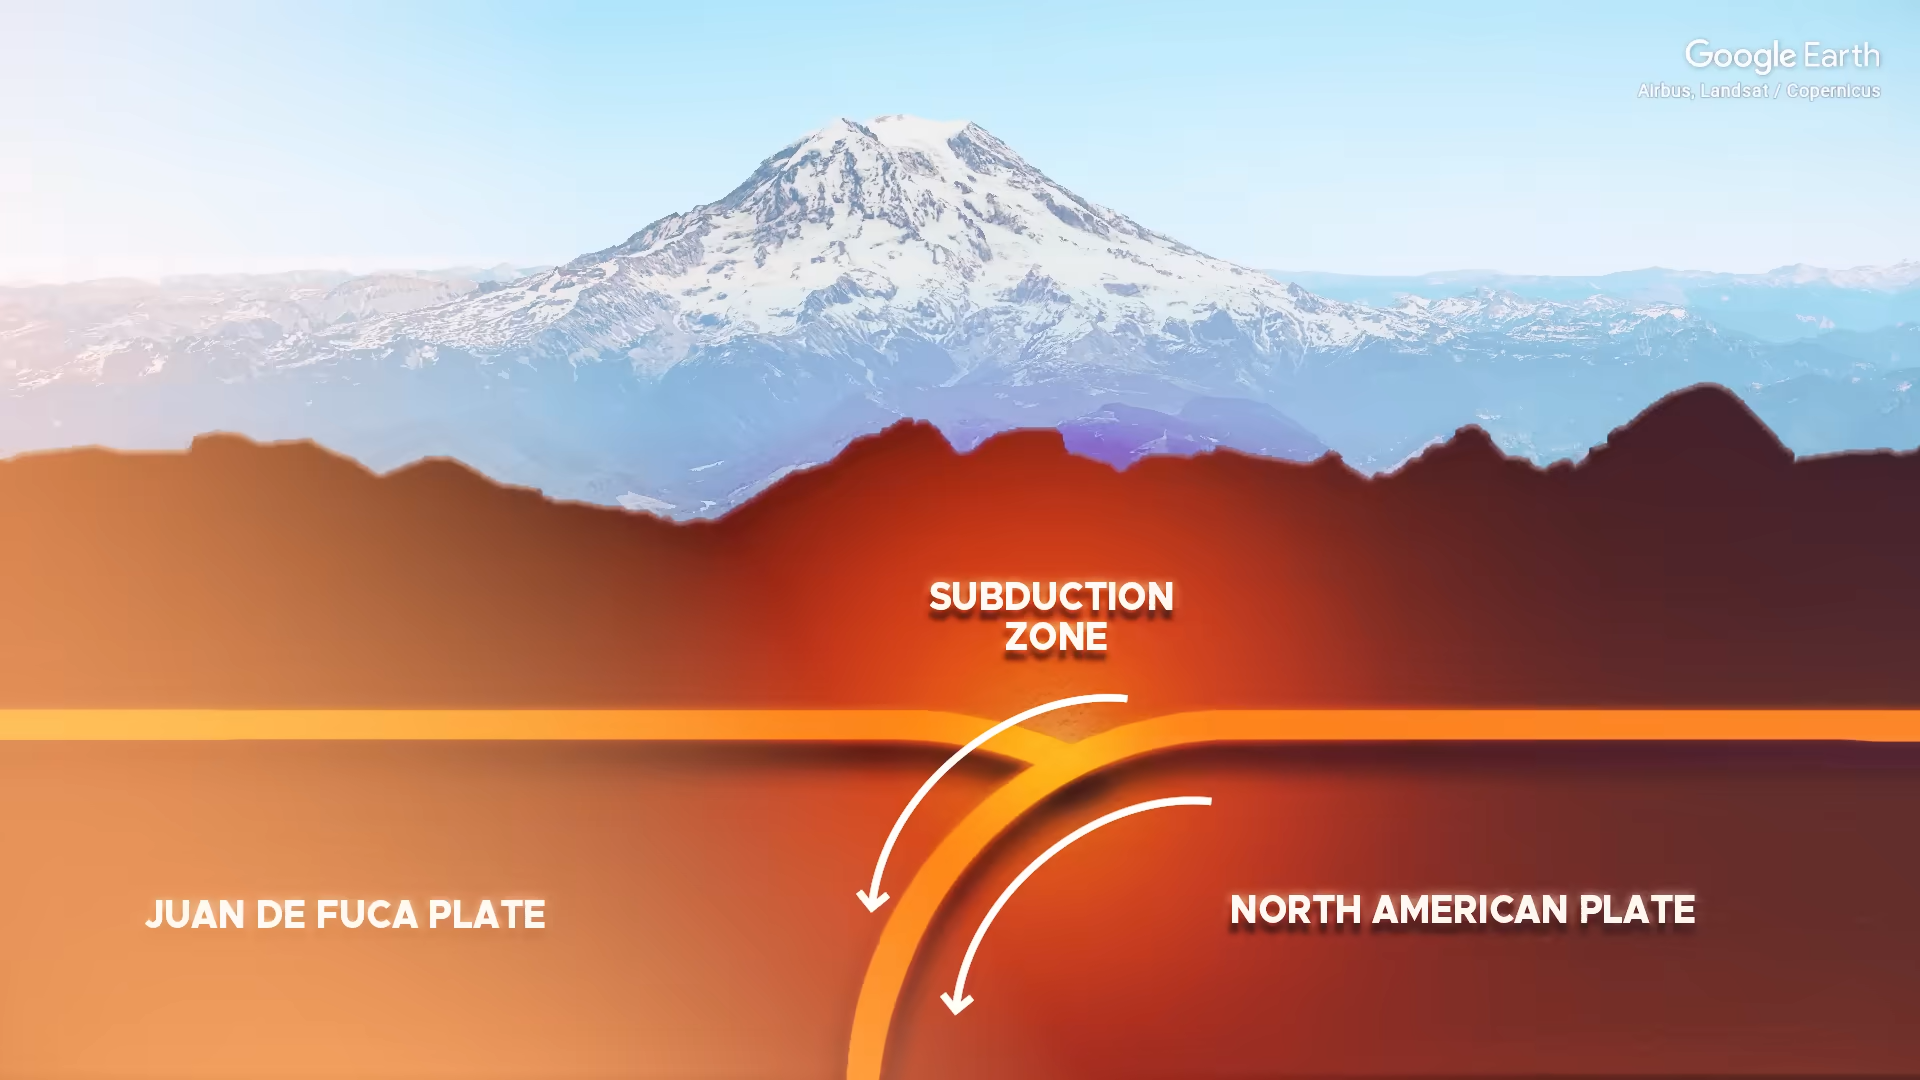 Google Earth
Airbus, Landsat / Copernicus
SUBDUCTION
ZONE
JUAN DE FUCA PLATE
NORTH AMERICAN PLATE